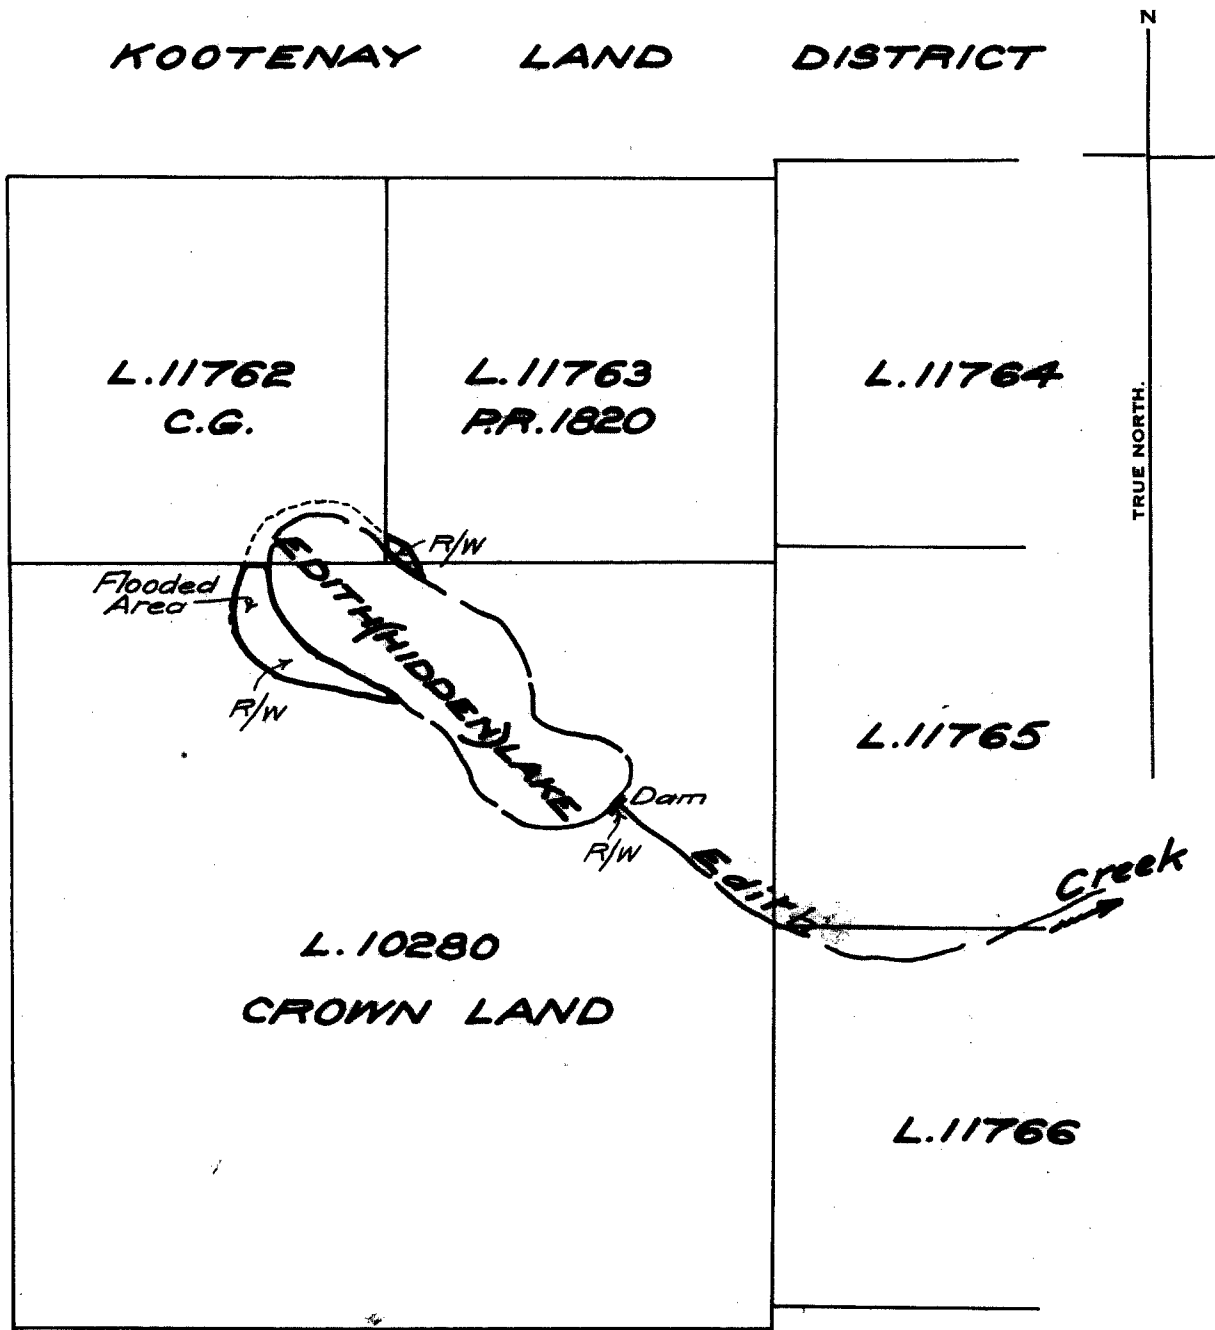 N
KOOTENAY LAND DISTRICT
TRUE NORTH.
L.11762
C.G.
L.11763
P.R.1820
L.11764
R/W
Flooded
Area
EDITH (HIDDEN) LAKE
R/W
L.11765
Dam
R/W
Edith Creek
L.10280
CROWN LAND
L.11766